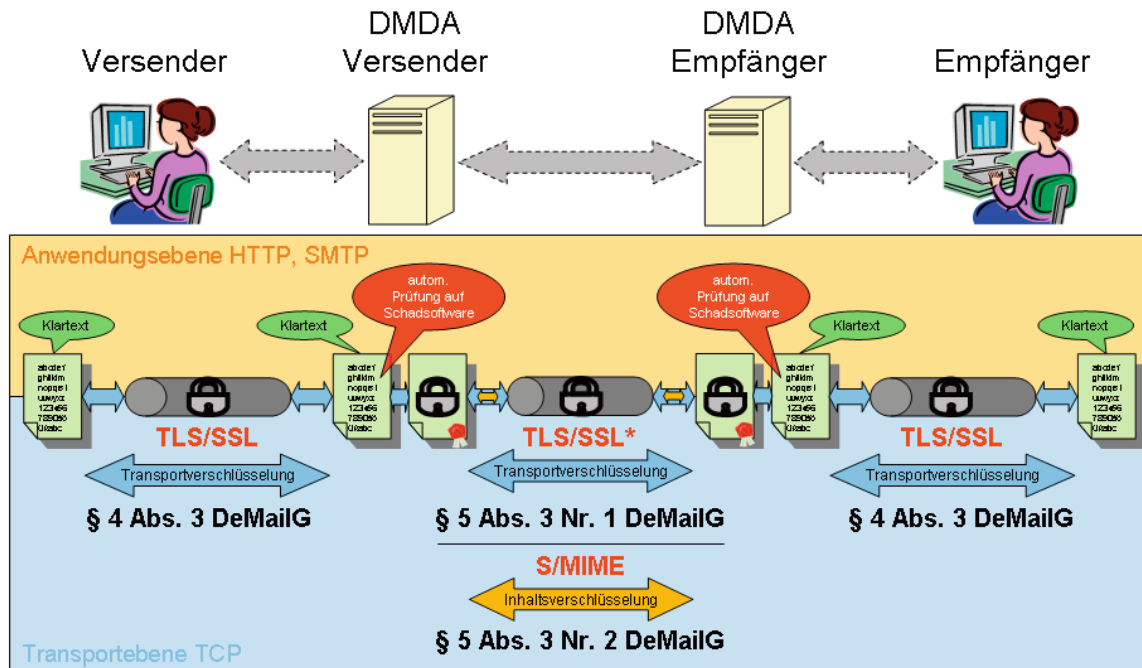 Versender
DMDA
Versender
DMDA
Empfänger
Empfänger
Anwendungsebene HTTP, SMTP
autom.
Prüfung auf
Schadsoftware
autom.
Prüfung auf
Schadsoftware
Klartext
Klartext
Klartext
Klartext
TLS/SSL
TLS/SSL*
TLS/SSL
Transportverschlüsselung
Transportverschlüsselung
Transportverschlüsselung
§ 4 Abs. 3 DeMailG
§ 5 Abs. 3 Nr. 1 DeMailG
§ 4 Abs. 3 DeMailG
S/MIME
Inhaltsverschlüsselung
§ 5 Abs. 3 Nr. 2 DeMailG
Transportebene TCP